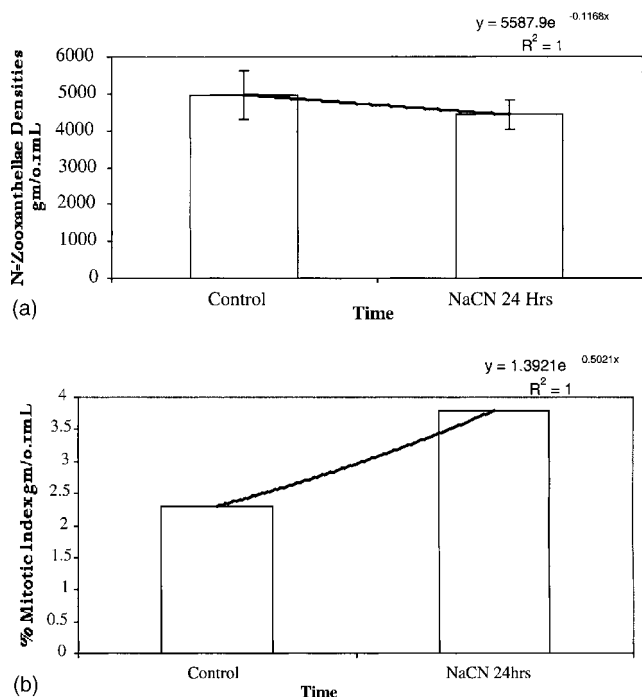 y = 5587.9e -0.1168x
R2 = 1
6000
5000
4000
3000
2000
1000
0
N=Zooxanthellae Densities
gm/o.rmL
Control
NaCN 24 Hrs
Time
(a)
y = 1.3921e 0.5021x
R2 = 1
4
3.5
3
2.5
2
1.5
1
0.5
0
% Mitotic Index gm/o.rmL
Control
NaCN 24hrs
Time
(b)